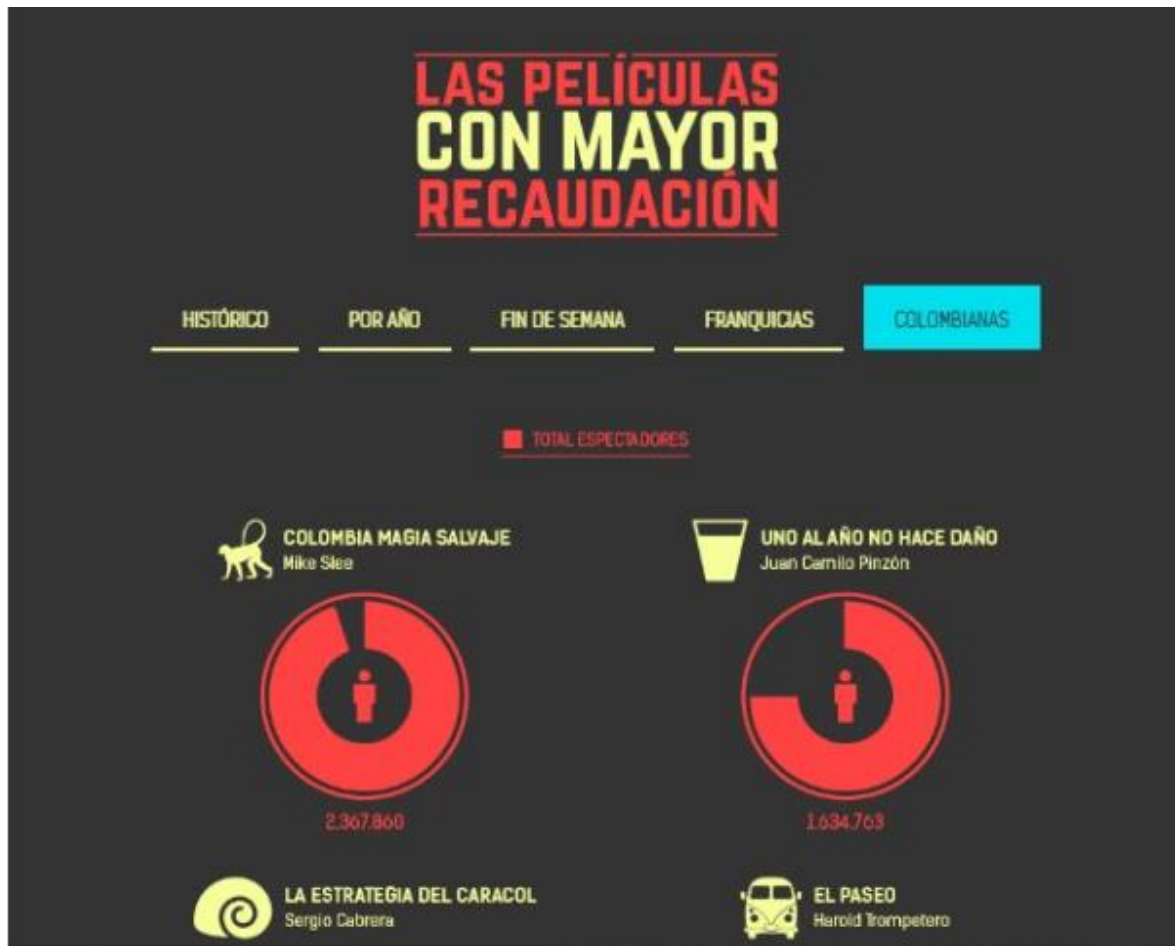 LAS PELÍCULAS
CON MAYOR
RECAUDACIÓN
HISTÓRICO
POR AÑO
FIN DE SEMANA
FRANQUICIAS
COLOMBIANAS
TOTAL ESPECTADORES
COLOMBIA MAGIA SALVAJE
Mike Slee
2.367.860
UNO AL AÑO NO HACE DAÑO
Juan Camilo Pinzón
1.634.763
LA ESTRATEGIA DEL CARACOL
Sergio Cabrera
EL PASEO
Harold Trompetero